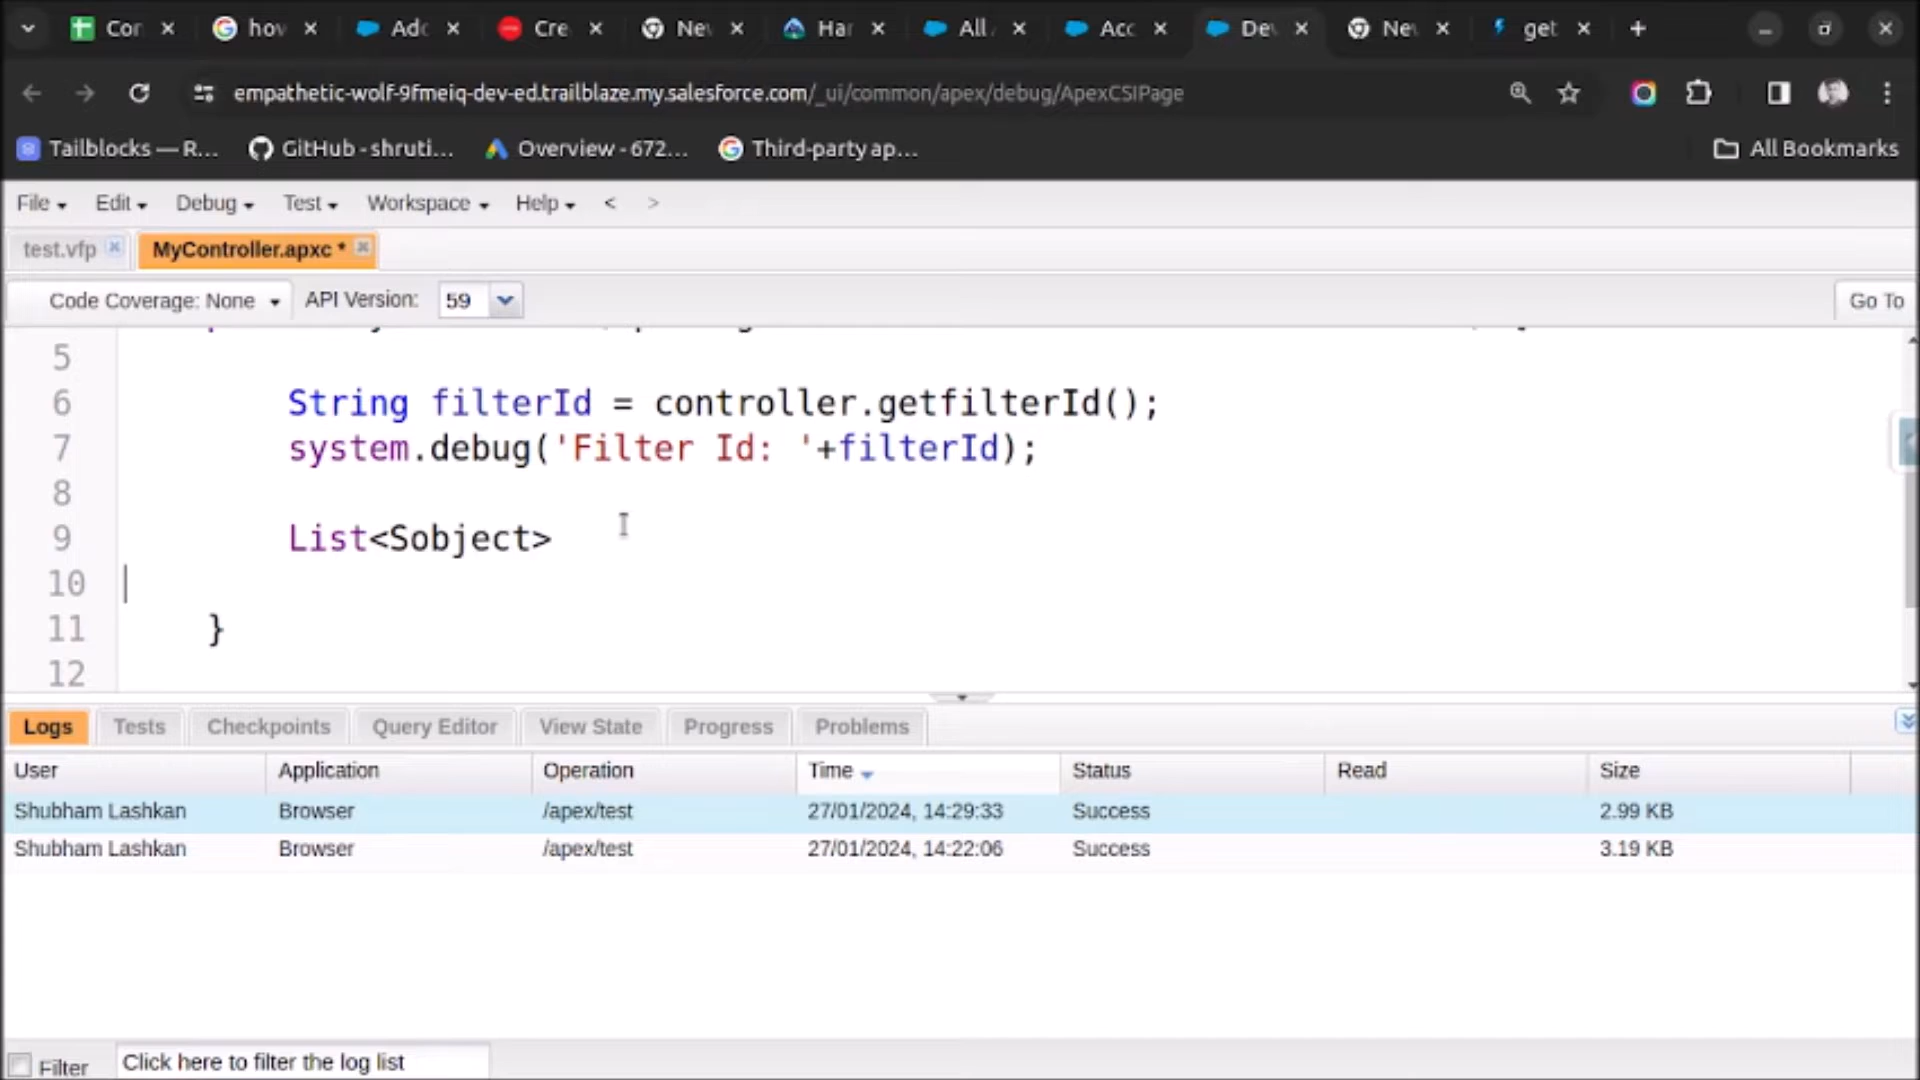 Cor
how
Adc
Cre
Nev
Har
All
Acc
Dev
Nev
get
empathetic-wolf-9fmeiq-dev-ed.trailblaze.my.salesforce.com/_ui/common/apex/debug/ApexCSIPage
Tailblocks — R...
GitHub - shruti...
Overview - 672...
Third-party ap...
All Bookmarks
File Edit Debug Test Workspace Help < >
test.vfp MyController.apxc *
Code Coverage: None API Version: 59 Go To
5
6 String filterId = controller.getfilterId();
7 system.debug('Filter Id: '+filterId);
8
9 List<Sobject>
10
11 }
12
Logs Tests Checkpoints Query Editor View State Progress Problems
User Application Operation Time Status Read Size
Shubham Lashkan Browser /apex/test 27/01/2024, 14:29:33 Success 2.99 KB
Shubham Lashkan Browser /apex/test 27/01/2024, 14:22:06 Success 3.19 KB
Filter Click here to filter the log list